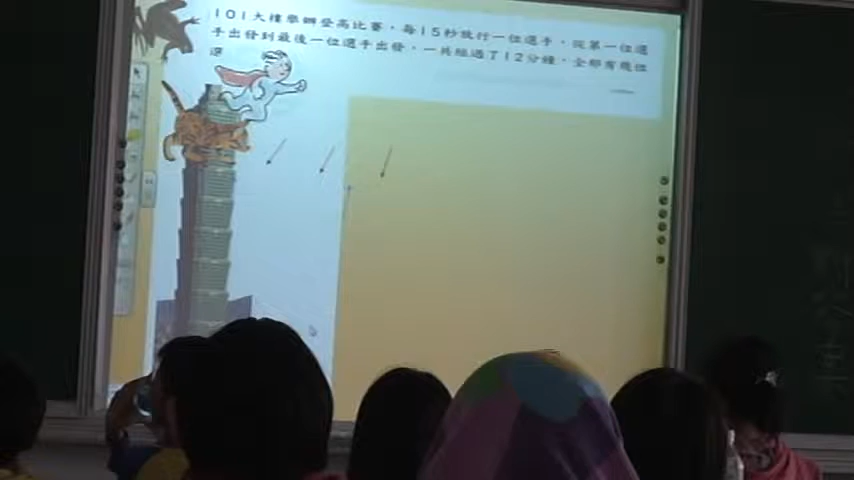 101大樓舉辦登高比賽，每15秒放行一位選手，從第一位選
手出發到最後一位選手出發，一共經過了12分鐘，全部有幾位
選